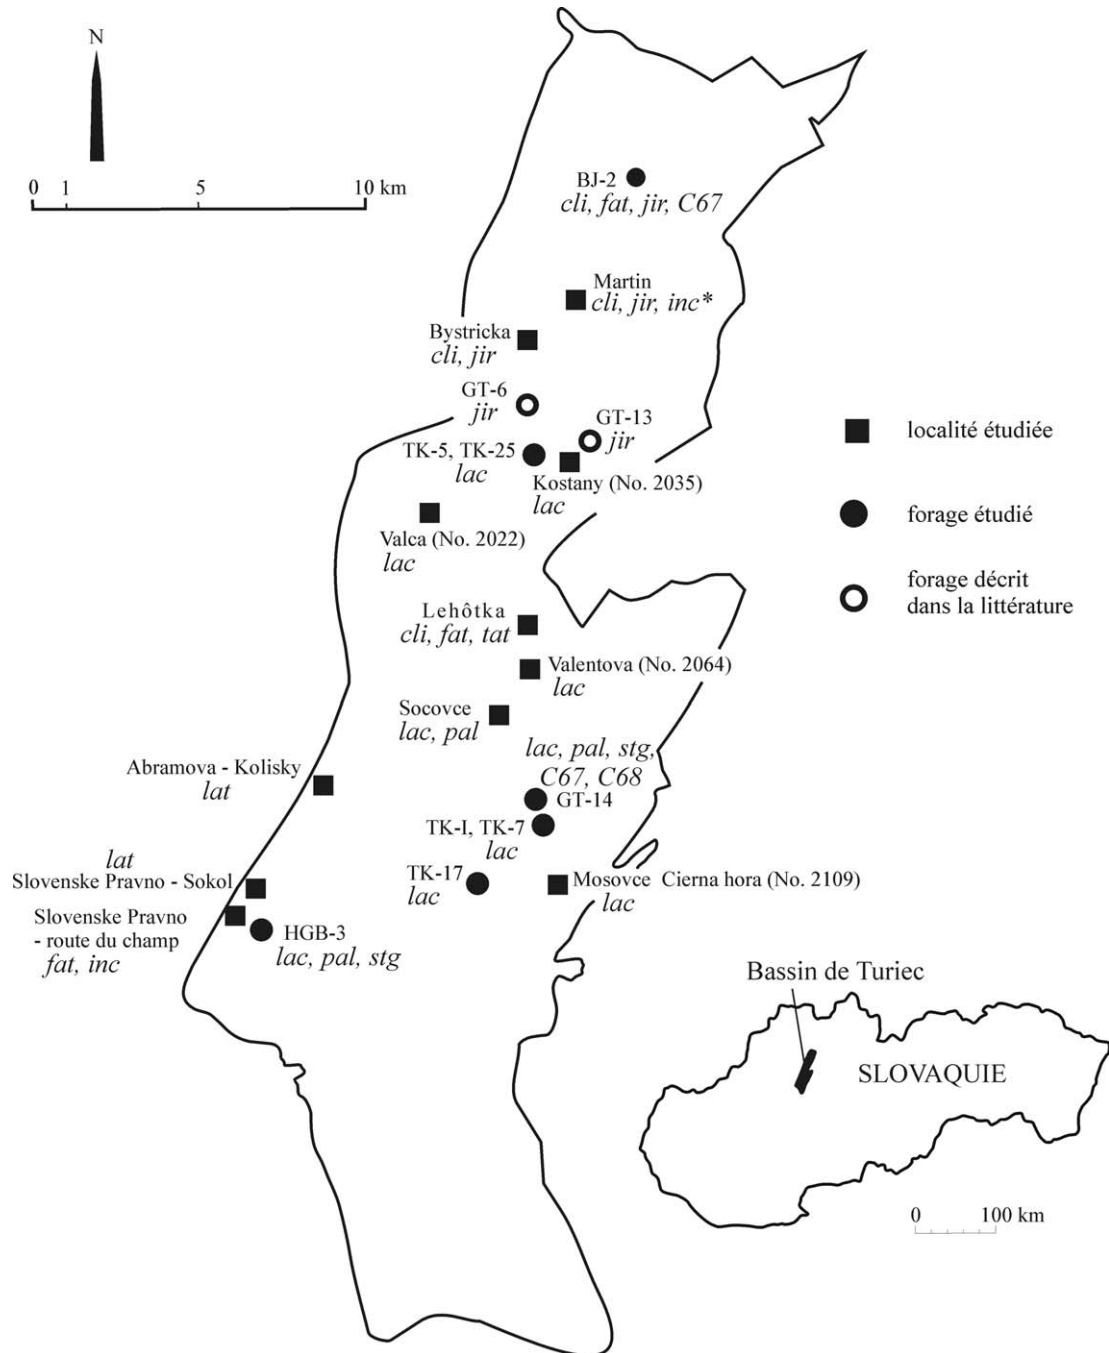 N
0 1 5 10 km
BJ-2
cli, fat, jir, C67
Martin
cli, jir, inc*
Bystricka
cli, jir
GT-6
jir
GT-13
jir
TK-5, TK-25
lac
Kostany (No. 2035)
lac
Valca (No. 2022)
lac
localité étudiée
forage étudié
forage décrit
dans la littérature
Lehôtka
cli, fat, tat
Valentova (No. 2064)
lac
Socovce
lac, pal
lac, pal, stg,
C67, C68
GT-14
Abramova - Kolisky
lat
TK-I, TK-7
lac
TK-17
lac
Mosovce Cierna hora (No. 2109)
lac
lat
Slovenske Pravno - Sokol
Slovenske Pravno
- route du champ
fat, inc
HGB-3
lac, pal, stg
Bassin de Turiec
SLOVAQUIE
0 100 km